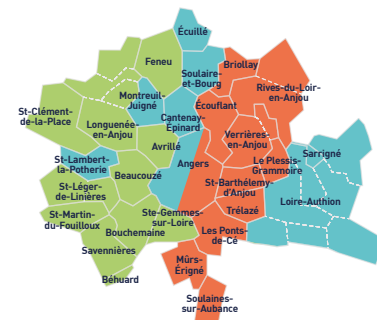 Écuillé
Feneu
Briollay
Soulaire-
et-Bourg
Rives-du-Loir-
en-Anjou
Montreuil-
Juigné
Écouflant
St-Clément-
de-la-Place
Cantenay-
Épinard
Longuenée-
en-Anjou
Verrières-
en-Anjou
Avrillé
Sarrigné
St-Lambert-
la-Potherie
Angers
Le Plessis-
Grammoire
Beaucouzé
St-Léger-
de-Linières
St-Barthélemy-
d'Anjou
Loire-Authion
St-Martin-
du-Fouilloux
Ste-Gemmes-
sur-Loire
Trélazé
Bouchemaine
Les Ponts-
de-Cé
Savennières
Mûrs-
Érigné
Béhuard
Soulaines-
sur-Aubance